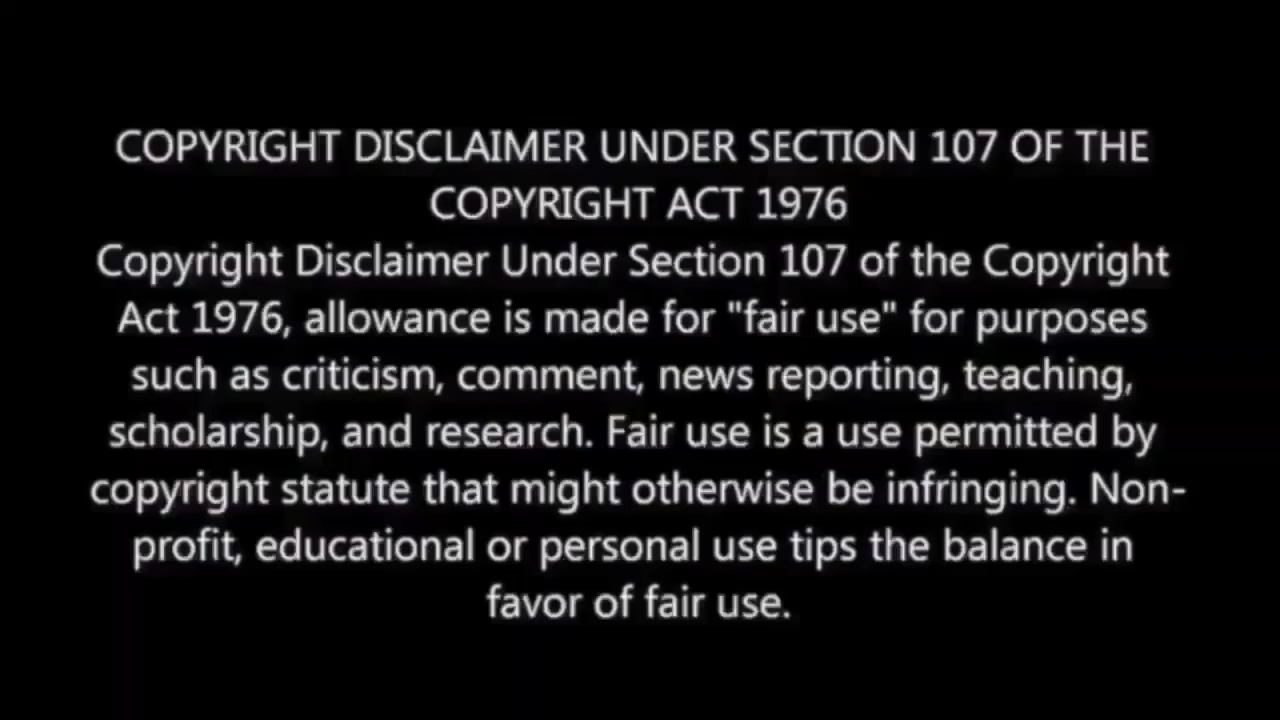 COPYRIGHT DISCLAIMER UNDER SECTION 107 OF THE
COPYRIGHT ACT 1976
Copyright Disclaimer Under Section 107 of the Copyright
Act 1976, allowance is made for "fair use" for purposes
such as criticism, comment, news reporting, teaching,
scholarship, and research. Fair use is a use permitted by
copyright statute that might otherwise be infringing. Non-
profit, educational or personal use tips the balance in
favor of fair use.